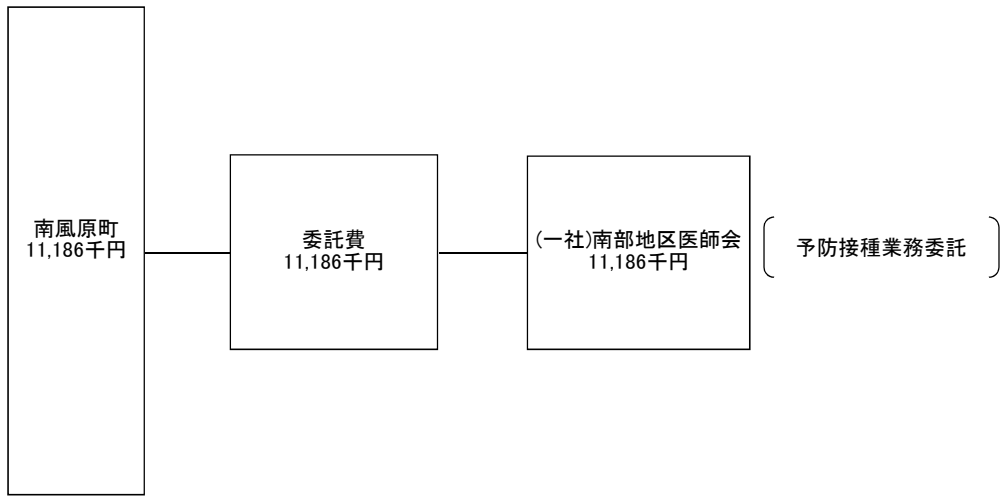 南風原町
11,186千円
委託費
11,186千円
(一社)南部地区医師会
11,186千円
予防接種業務委託